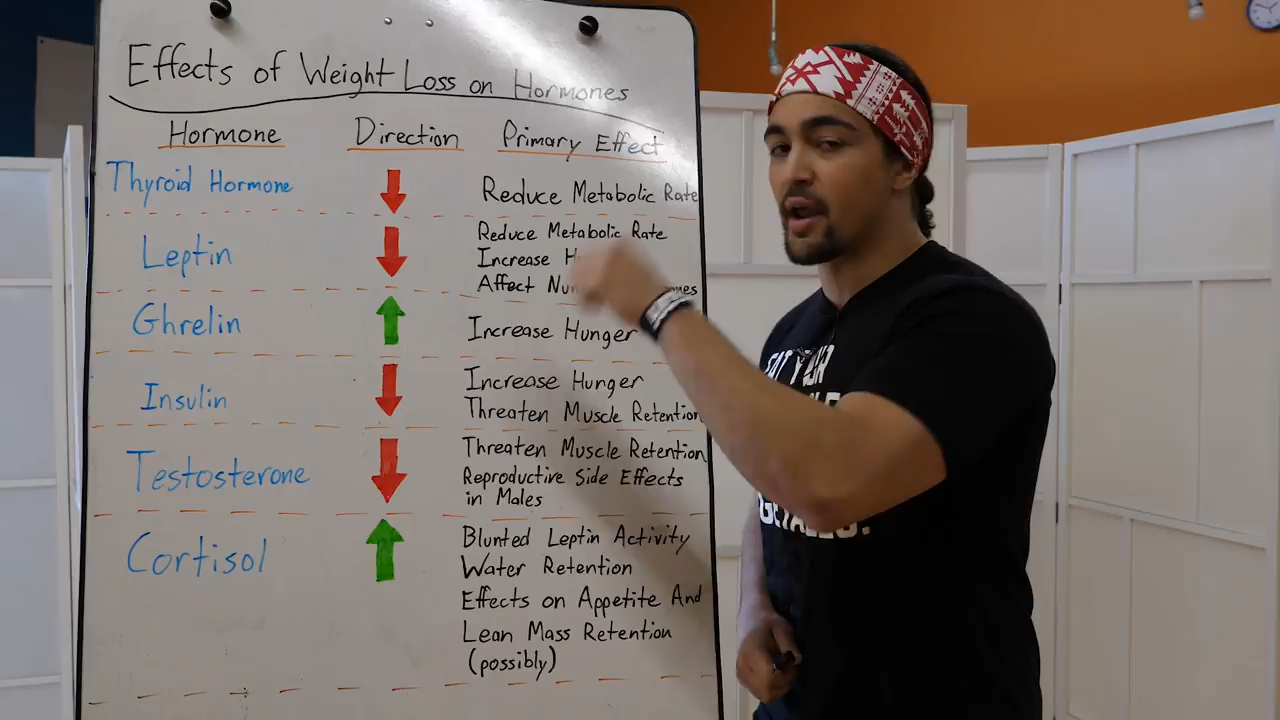 Effects of Weight Loss on Hormones
Hormone Direction Primary Effect
Thyroid Hormone Reduce Metabolic Rate
Leptin Reduce Metabolic Rate
Increase
Affect
Ghrelin Increase Hunger
Insulin Increase Hunger
Threaten Muscle Retention
Testosterone Threaten Muscle Retention
Reproductive Side Effects
in Males
Cortisol Blunted Leptin Activity
Water Retention
Effects on Appetite And
Lean Mass Retention
(possibly)
EAT